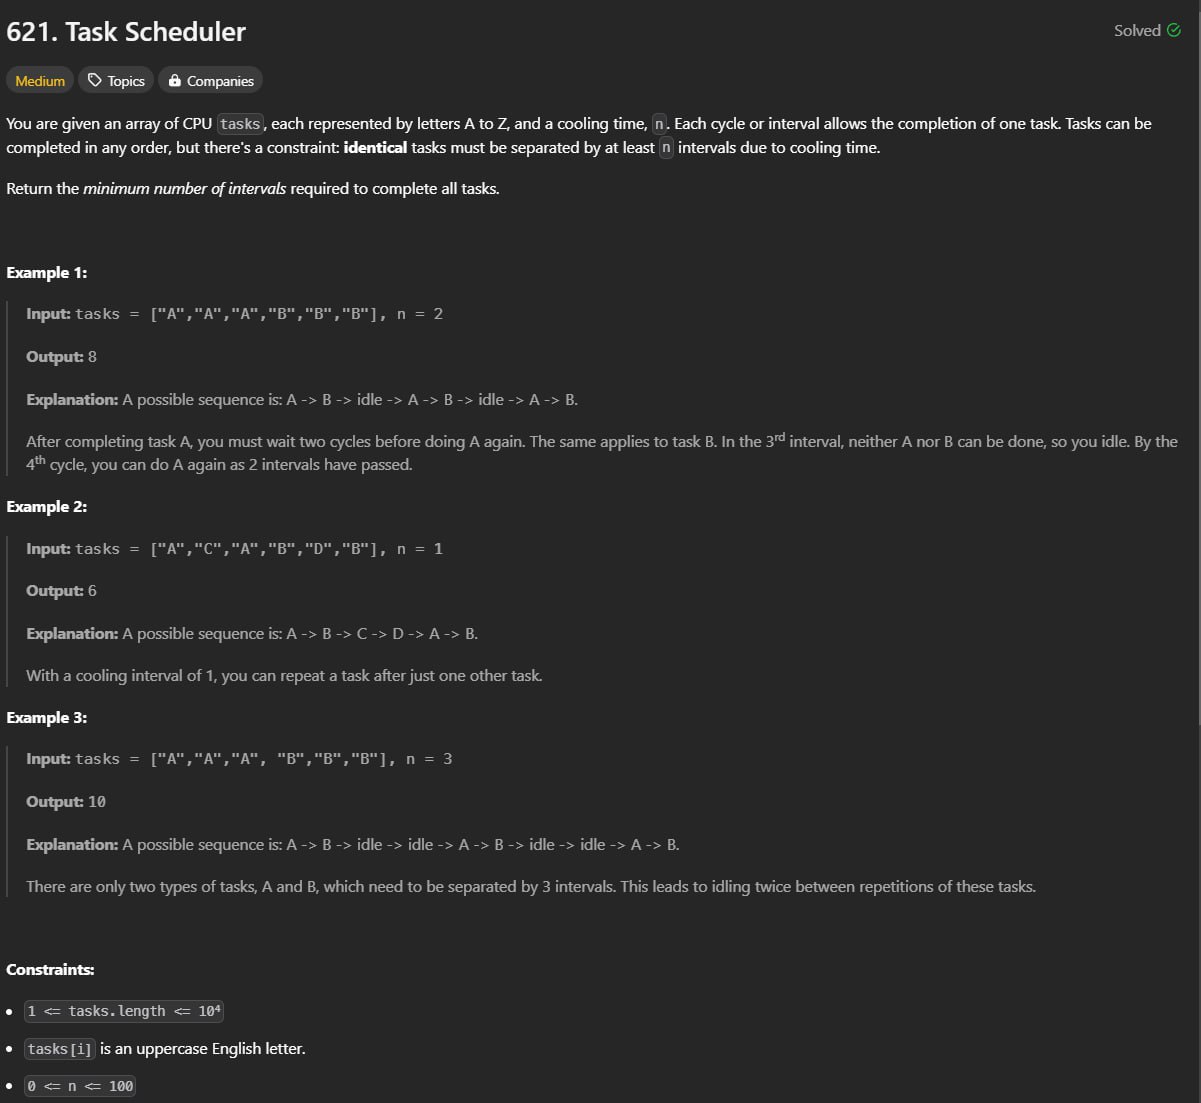 621. Task Scheduler
Solved
Medium
Topics
Companies
You are given an array of CPU tasks, each represented by letters A to Z, and a cooling time, n. Each cycle or interval allows the completion of one task. Tasks can be
completed in any order, but there's a constraint: identical tasks must be separated by at least n intervals due to cooling time.
Return the minimum number of intervals required to complete all tasks.
Example 1:
Input: tasks = ["A","A","A","B","B","B"], n = 2
Output: 8
Explanation: A possible sequence is: A -> B -> idle -> A -> B -> idle -> A -> B.
After completing task A, you must wait two cycles before doing A again. The same applies to task B. In the 3rd interval, neither A nor B can be done, so you idle. By the
4th cycle, you can do A again as 2 intervals have passed.
Example 2:
Input: tasks = ["A","C","A","B","D","B"], n = 1
Output: 6
Explanation: A possible sequence is: A -> B -> C -> D -> A -> B.
With a cooling interval of 1, you can repeat a task after just one other task.
Example 3:
Input: tasks = ["A","A","A", "B","B","B"], n = 3
Output: 10
Explanation: A possible sequence is: A -> B -> idle -> idle -> A -> B -> idle -> idle -> A -> B.
There are only two types of tasks, A and B, which need to be separated by 3 intervals. This leads to idling twice between repetitions of these tasks.
Constraints:
• 1 <= tasks.length <= 10⁴
• tasks[i] is an uppercase English letter.
• 0 <= n <= 100